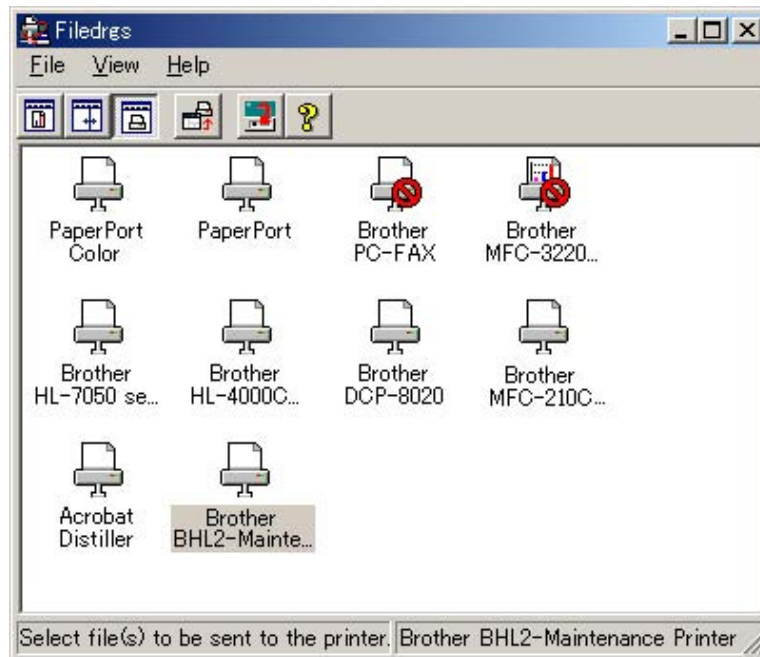 Filedrgs
File View Help
PaperPort
Color
PaperPort
Brother
PC-FAX
Brother
MFC-3220...
Brother
HL-7050 se...
Brother
HL-4000C...
Brother
DCP-8020
Brother
MFC-210C...
Acrobat
Distiller
Brother
BHL2-Mainte...
Select file(s) to be sent to the printer. Brother BHL2-Maintenance Printer